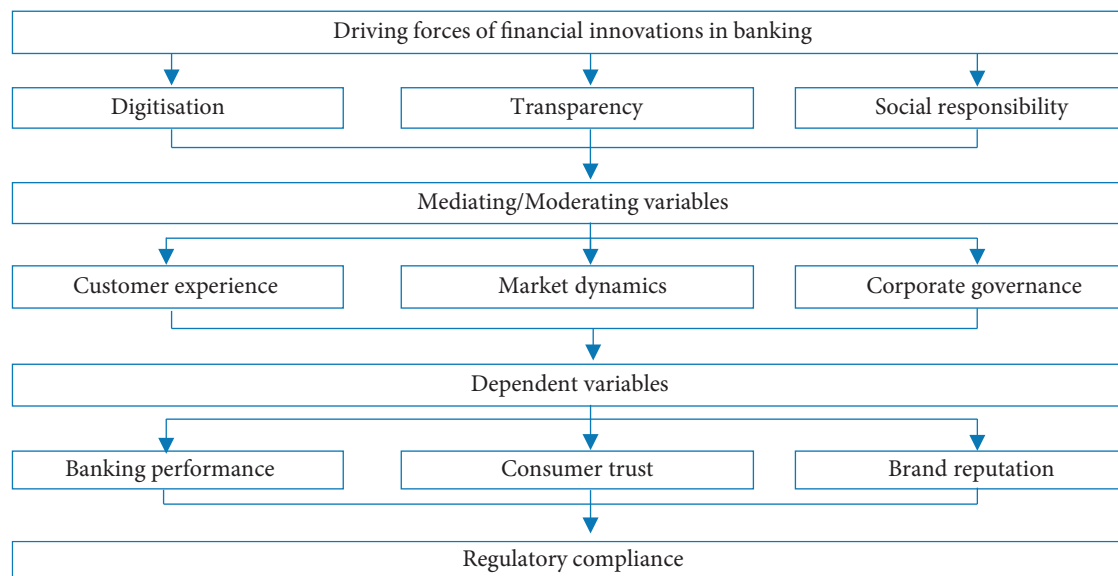 Driving forces of financial innovations in banking
Digitisation
Transparency
Social responsibility
Mediating/Moderating variables
Customer experience
Market dynamics
Corporate governance
Dependent variables
Banking performance
Consumer trust
Brand reputation
Regulatory compliance